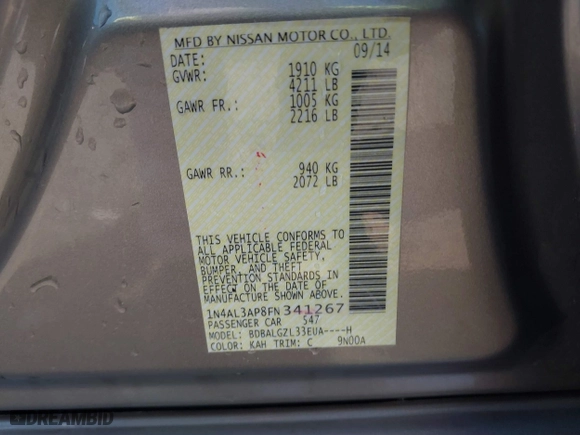 MFD BY NISSAN MOTOR CO., LTD.
DATE: 09/14
GVWR: 1910 KG
4211 LB
GAWR FR.: 1005 KG
2216 LB
GAWR RR.: 940 KG
2072 LB
THIS VEHICLE CONFORMS TO
ALL APPLICABLE FEDERAL
MOTOR VEHICLE SAFETY,
BUMPER, AND THEFT
PREVENTION STANDARDS IN
EFFECT ON THE DATE OF
MANUFACTURE SHOWN ABOVE.
1N4AL3AP8FN 341267
PASSENGER CAR 547
MODEL: BDBALGZL33EUA----H
COLOR: KAH TRIM: C 9N00A
DREAMBID